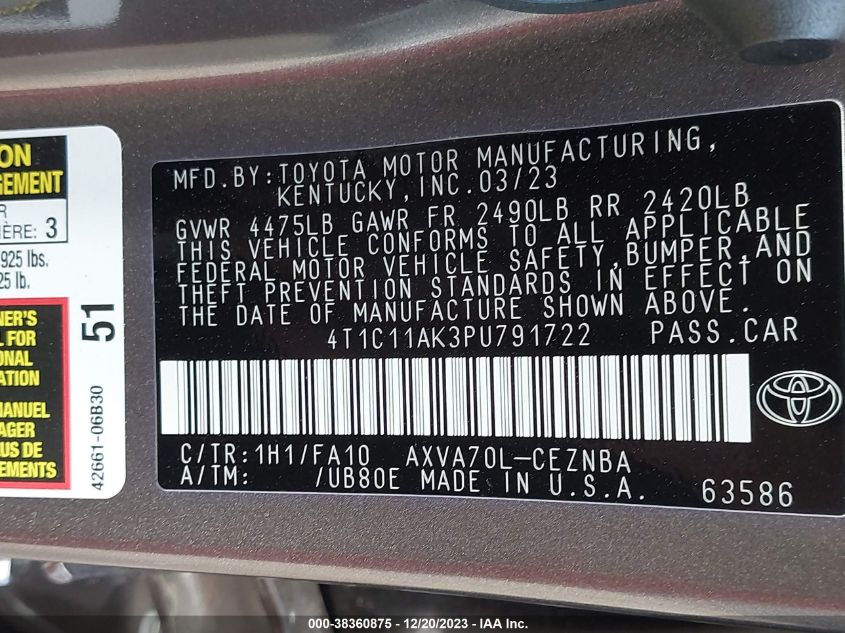 ON
GEMENT
R
IÈRE: 3
925 lbs.
25 lb.
NER'S
L FOR
ONAL
ATION
MANUEL
AGER
US DE
CEMENTS
51
42661-06B30
MFD.BY:TOYOTA MOTOR MANUFACTURING,
KENTUCKY,INC.03/23
GVWR 4475LB GAWR FR 2490LB RR 2420LB
THIS VEHICLE CONFORMS TO ALL APPLICABLE
FEDERAL MOTOR VEHICLE SAFETY,BUMPER,AND
THEFT PREVENTION STANDARDS IN EFFECT ON
THE DATE OF MANUFACTURE SHOWN ABOVE.
4T1C11AK3PU791722 PASS.CAR
C/TR:1H1/FA10 AXVA70L-CEZNBA
A/TM: /UB80E MADE IN U.S.A. 63586
000-38360875 - 12/20/2023 - IAA Inc.